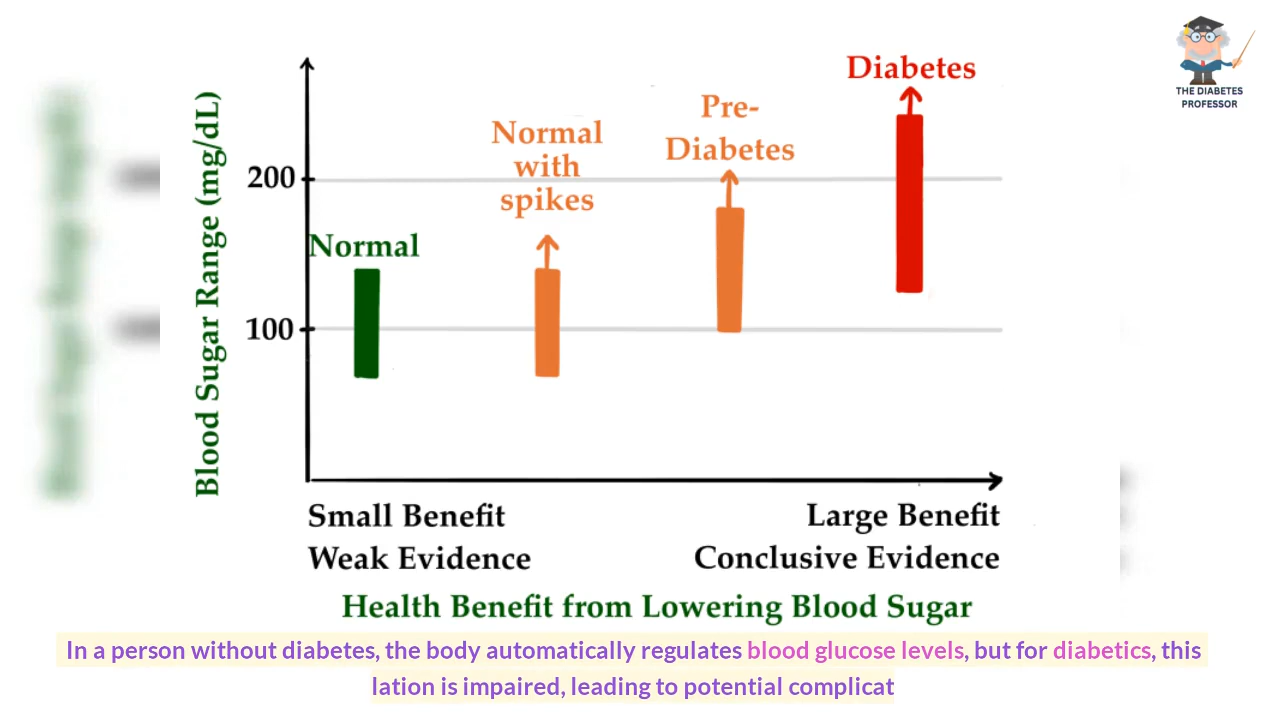 THE DIABETES
PROFESSOR
Diabetes
Pre-
Diabetes
Normal
with
spikes
Normal
Blood Sugar Range (mg/dL)
200
100
Small Benefit
Weak Evidence
Large Benefit
Conclusive Evidence
Health Benefit from Lowering Blood Sugar
In a person without diabetes, the body automatically regulates blood glucose levels, but for diabetics, this
lation is impaired, leading to potential complicat